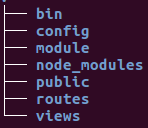 bin
config
module
node_modules
public
routes
views